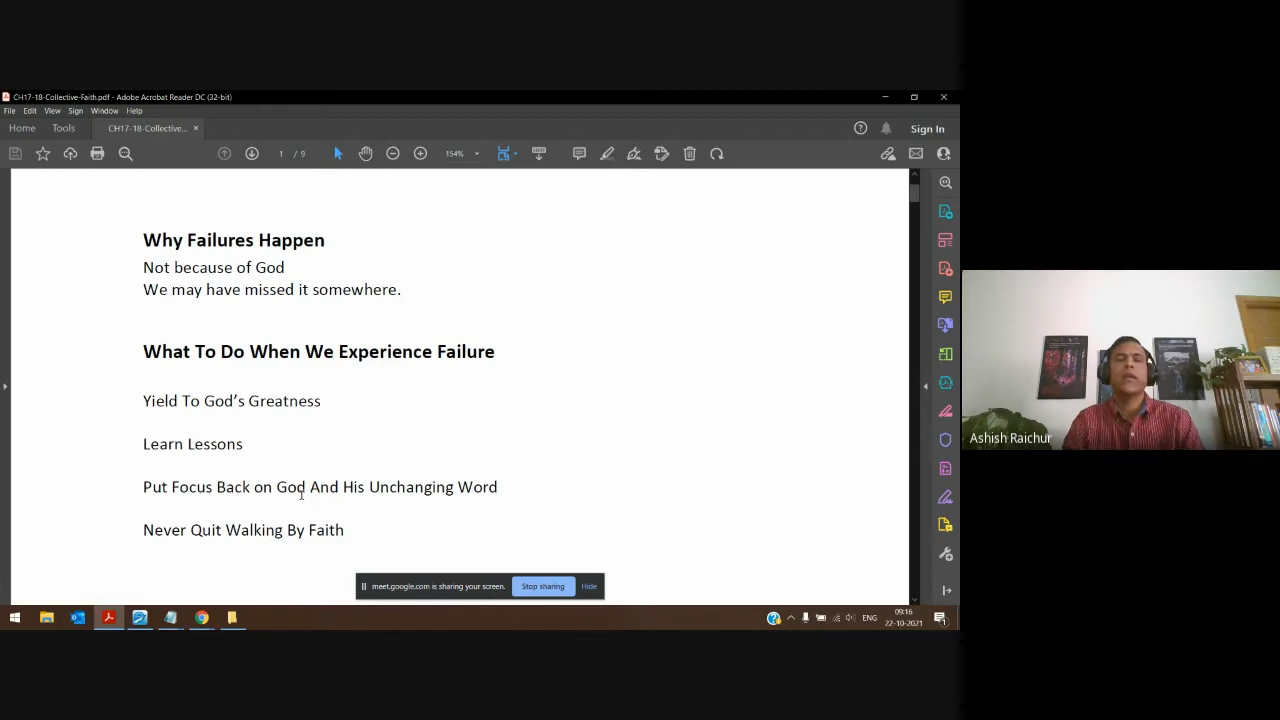 CH17-18-Collective-Faith.pdf - Adobe Acrobat Reader DC (32-bit)
File Edit View Sign Window Help
Home Tools CH17-18-Collective... × Sign In
1 / 9 154%
Why Failures Happen
Not because of God
We may have missed it somewhere.
What To Do When We Experience Failure
Yield To God’s Greatness
Learn Lessons
Put Focus Back on God And His Unchanging Word
Never Quit Walking By Faith
Ashish Raichur
meet.google.com is sharing your screen. Stop sharing Hide
ENG 09:16
22-10-2021